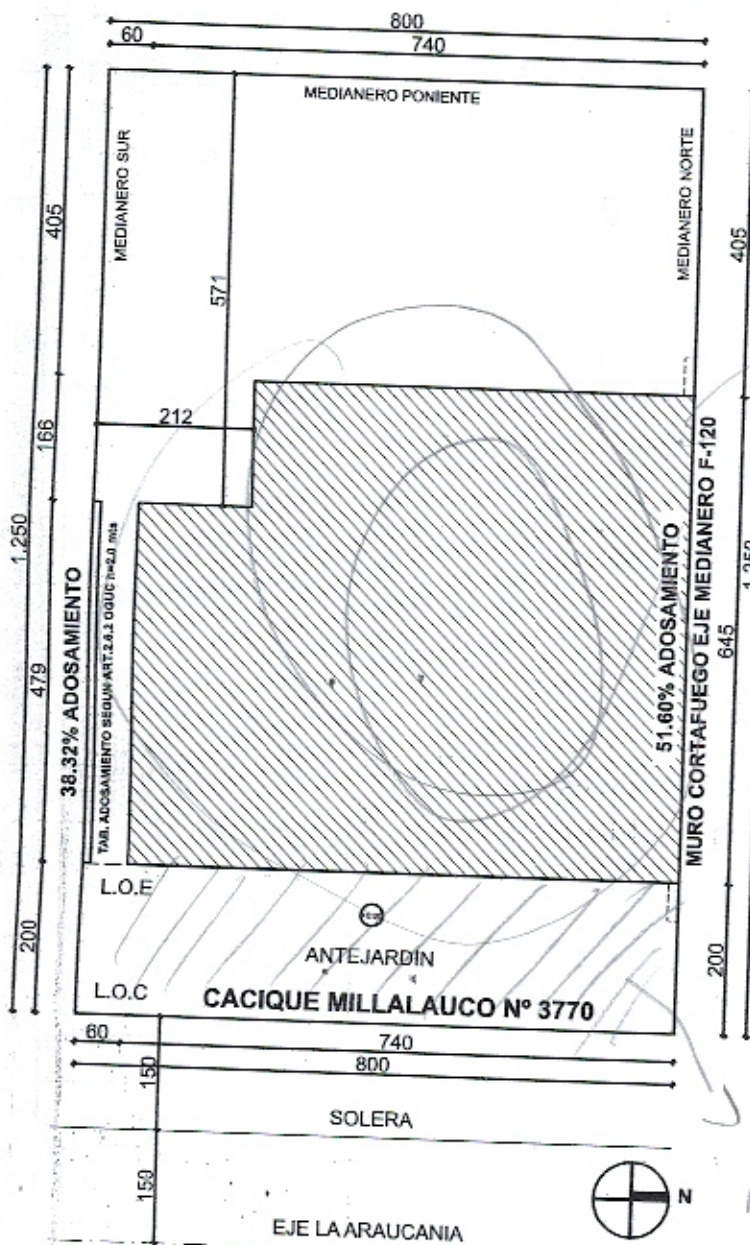 800
60 740
MEDIANERO PONIENTE
MEDIANERO SUR
MEDIANERO NORTE
405
405
571
212
166
1.250
479
38.32% ADOSAMIENTO
TAB. ADOSAMIENTO SEGUN ART.2.6.2 OGUC h=2.0 mts
51.60% ADOSAMIENTO
MURO CORTAFUEGO EJE MEDIANERO F-120
645
200
200
L.O.E
ANTEJARDIN
L.O.C
CACIQUE MILLALAUCO Nº 3770
60 740
800
150
SOLERA
150
N
EJE LA ARAUCANIA